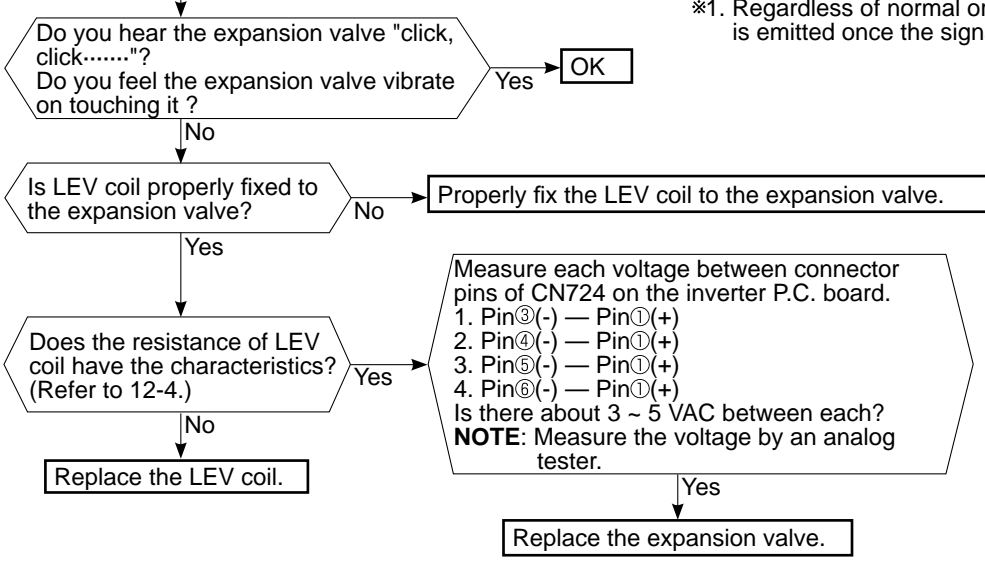 ※1. Regardless of normal or
is emitted once the sign
Do you hear the expansion valve "click,
click·······"?
Do you feel the expansion valve vibrate
on touching it ?
Yes
OK
No
Is LEV coil properly fixed to
the expansion valve?
No
Properly fix the LEV coil to the expansion valve.
Yes
Does the resistance of LEV
coil have the characteristics?
(Refer to 12-4.)
Yes
No
Replace the LEV coil.
Measure each voltage between connector
pins of CN724 on the inverter P.C. board.
1. Pin③(-) — Pin①(+)
2. Pin④(-) — Pin①(+)
3. Pin⑤(-) — Pin①(+)
4. Pin⑥(-) — Pin①(+)
Is there about 3 ~ 5 VAC between each?
NOTE: Measure the voltage by an analog
tester.
Yes
Replace the expansion valve.